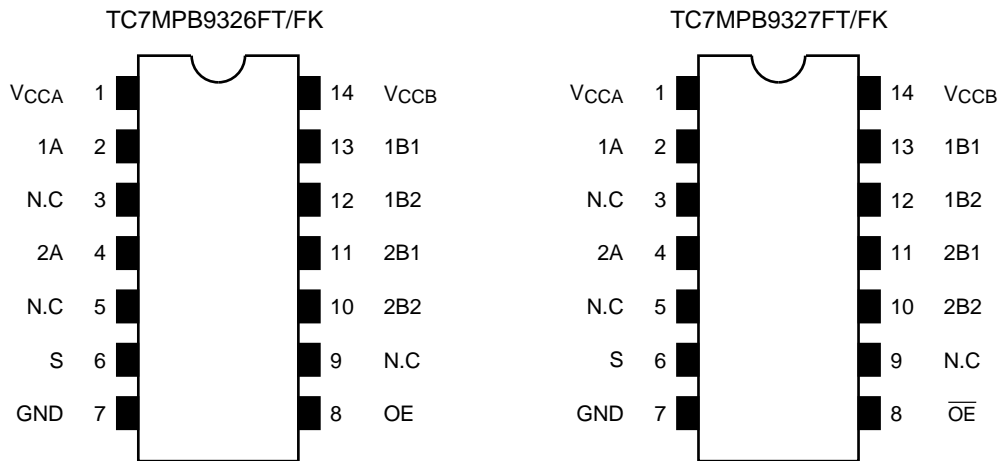 TC7MPB9326FT/FK TC7MPB9327FT/FK
VCCA 1 14 VCCB VCCA 1 14 VCCB
1A 2 13 1B1 1A 2 13 1B1
N.C 3 12 1B2 N.C 3 12 1B2
2A 4 11 2B1 2A 4 11 2B1
N.C 5 10 2B2 N.C 5 10 2B2
S 6 9 N.C S 6 9 N.C
GND 7 8 OE GND 7 8 O̅E̅